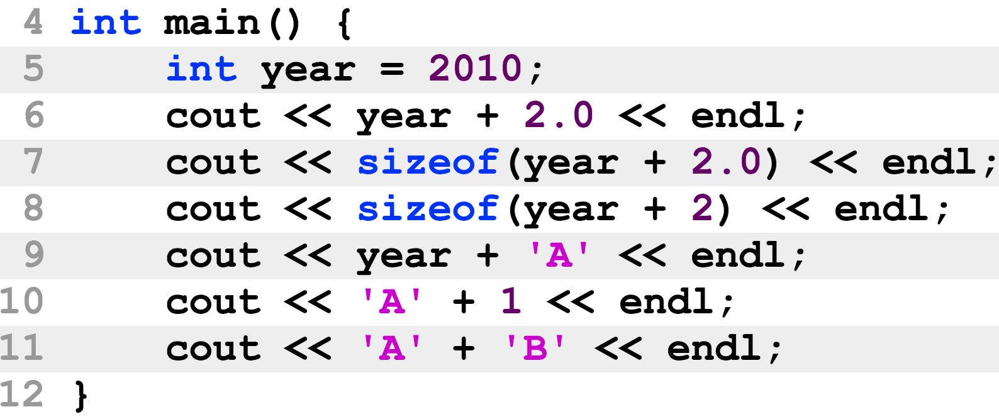 4 int main() {
5     int year = 2010;
6     cout << year + 2.0 << endl;
7     cout << sizeof(year + 2.0) << endl;
8     cout << sizeof(year + 2) << endl;
9     cout << year + 'A' << endl;
10     cout << 'A' + 1 << endl;
11     cout << 'A' + 'B' << endl;
12 }